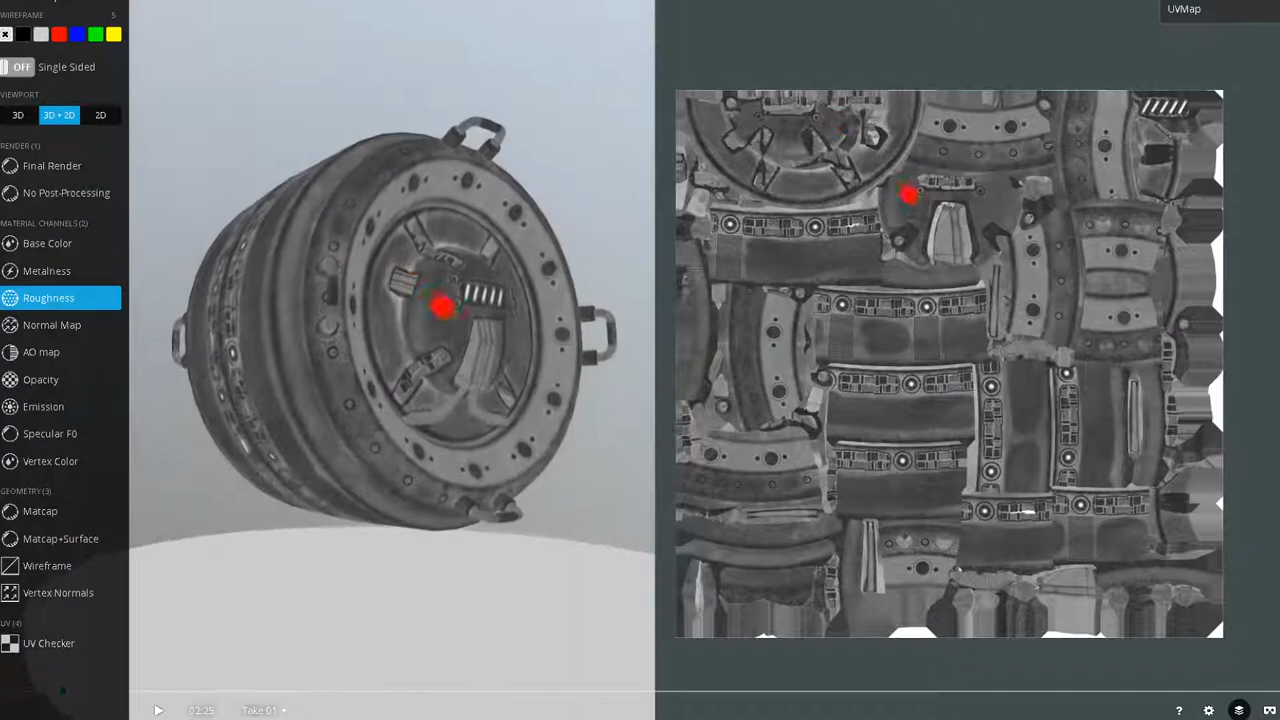 WIREFRAME 5
UVMap
OFF Single Sided
VIEWPORT
3D 3D + 2D 2D
RENDER (1)
Final Render
No Post-Processing
MATERIAL CHANNELS (2)
Base Color
Metalness
Roughness
Normal Map
AO map
Opacity
Emission
Specular F0
Vertex Color
GEOMETRY (3)
Matcap
Matcap+Surface
Wireframe
Vertex Normals
UV (4)
UV Checker
02:25 Take 01
?